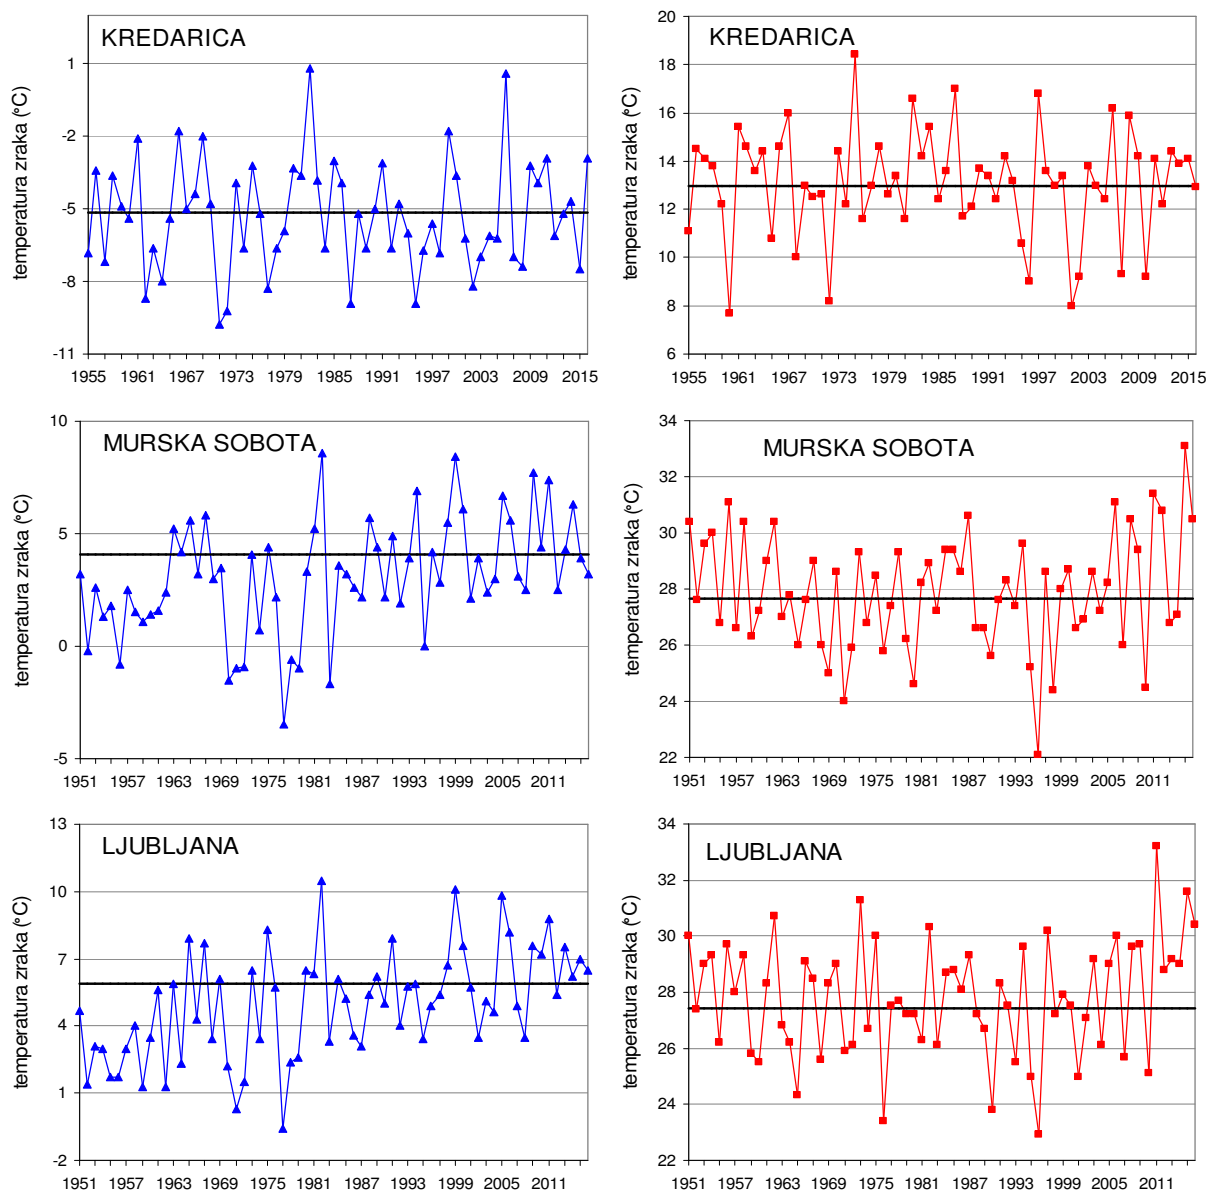 KREDARICA
temperatura zraka (°C)
1
-2
-5
-8
-11
1955 1961 1967 1973 1979 1985 1991 1997 2003 2009 2015
KREDARICA
temperatura zraka (°C)
20
18
16
14
12
10
8
6
1955 1961 1967 1973 1979 1985 1991 1997 2003 2009 2015
MURSKA SOBOTA
temperatura zraka (°C)
10
5
0
-5
1951 1957 1963 1969 1975 1981 1987 1993 1999 2005 2011
MURSKA SOBOTA
temperatura zraka (°C)
34
32
30
28
26
24
22
1951 1957 1963 1969 1975 1981 1987 1993 1999 2005 2011
LJUBLJANA
temperatura zraka (°C)
13
10
7
4
1
-2
1951 1957 1963 1969 1975 1981 1987 1993 1999 2005 2011
LJUBLJANA
temperatura zraka (°C)
34
32
30
28
26
24
22
1951 1957 1963 1969 1975 1981 1987 1993 1999 2005 2011